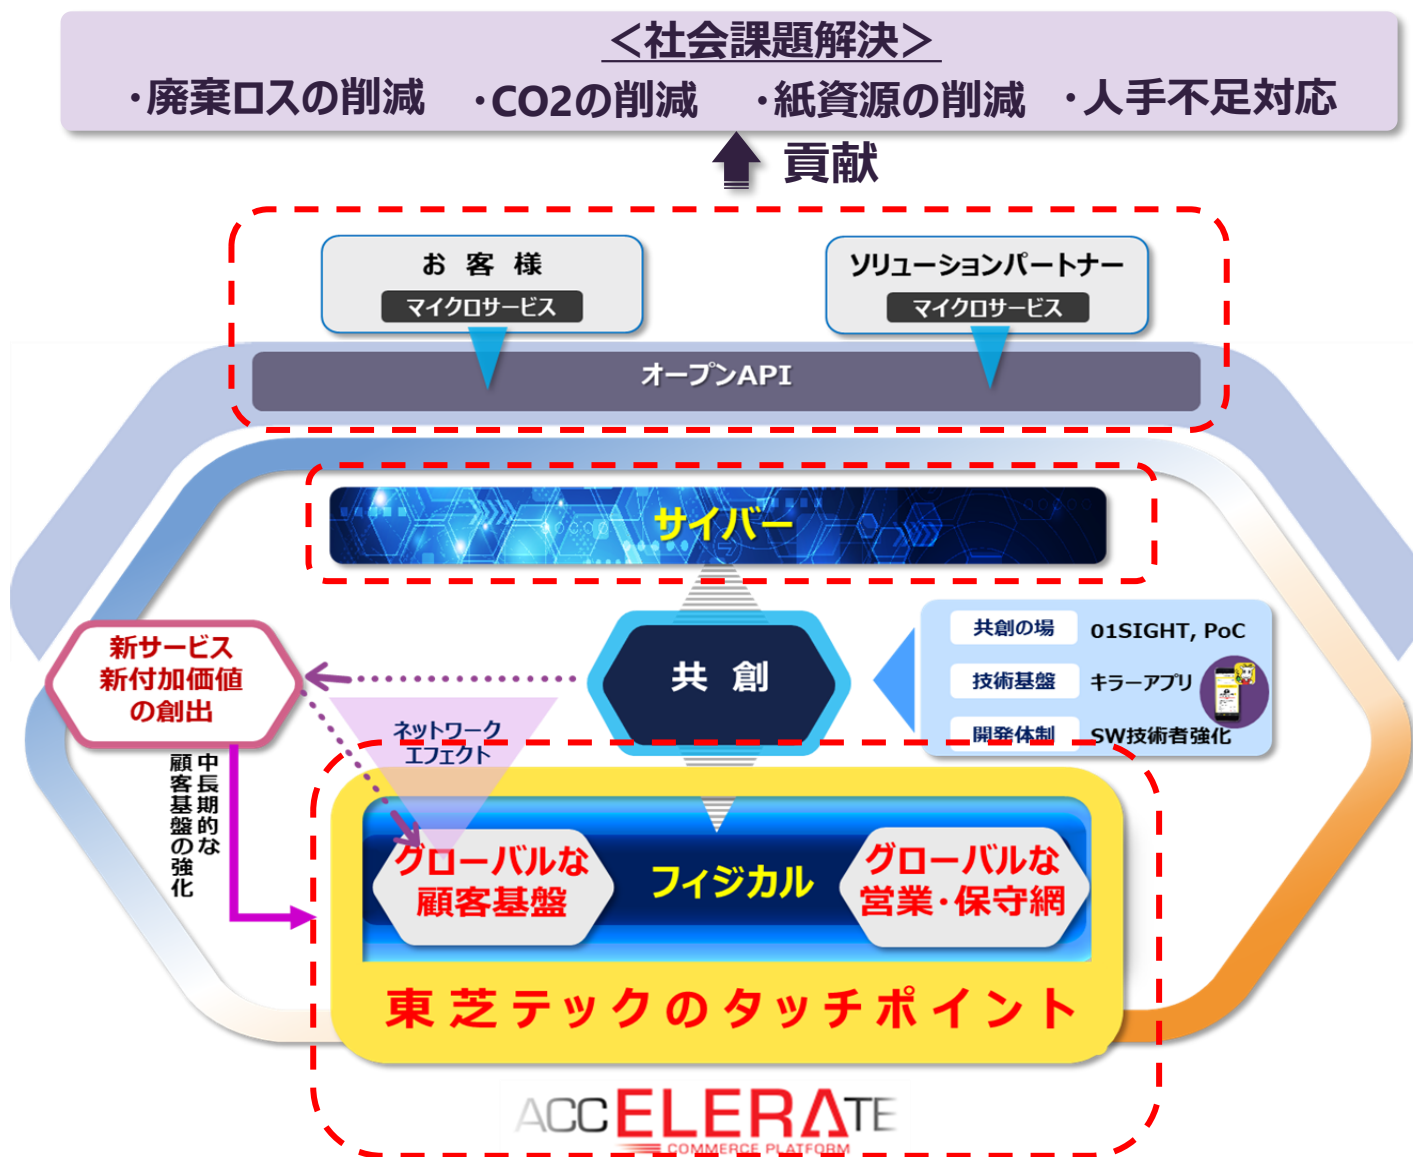 ＜社会課題解決＞
・廃棄ロスの削減 ・CO2の削減 ・紙資源の削減 ・人手不足対応
貢献
お客様
マイクロサービス
ソリューションパートナー
マイクロサービス
オープンAPI
サイバー
新サービス
新付加価値
の創出
共創
共創の場 01SIGHT, PoC
技術基盤 キラーアプリ
開発体制 SW技術者強化
ネットワーク
エフェクト
中長期的な
顧客基盤の強化
グローバルな
顧客基盤
フィジカル
グローバルな
営業・保守網
東芝テックのタッチポイント
ACCELERATE
COMMERCE PLATFORM